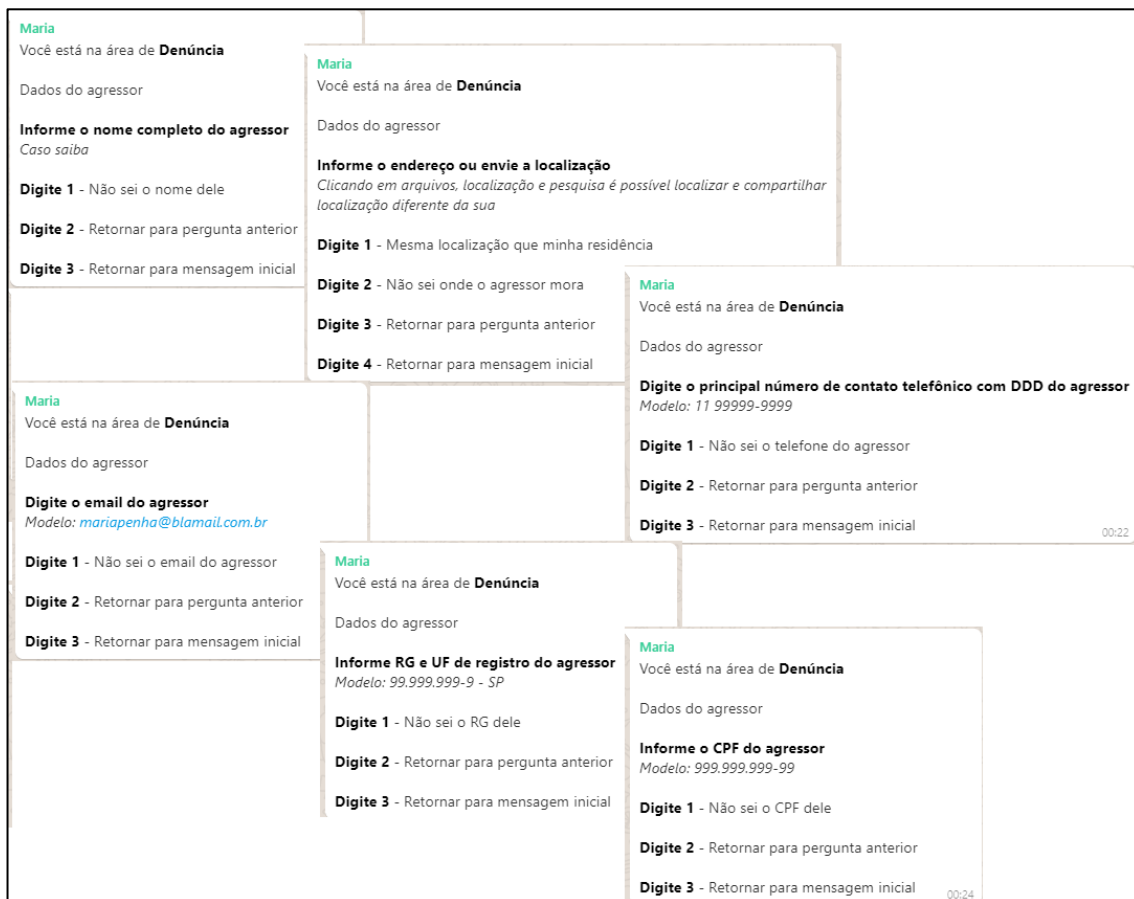 Maria
Você está na área de Denúncia
Dados do agressor
Informe o nome completo do agressor
Caso saiba
Digite 1 - Não sei o nome dele
Digite 2 - Retornar para pergunta anterior
Digite 3 - Retornar para mensagem inicial
Maria
Você está na área de Denúncia
Dados do agressor
Informe o endereço ou envie a localização
Clicando em arquivos, localização e pesquisa é possível localizar e compartilhar
localização diferente da sua
Digite 1 - Mesma localização que minha residência
Digite 2 - Não sei onde o agressor mora
Digite 3 - Retornar para pergunta anterior
Digite 4 - Retornar para mensagem inicial
Maria
Você está na área de Denúncia
Dados do agressor
Digite o principal número de contato telefônico com DDD do agressor
Modelo: 11 99999-9999
Digite 1 - Não sei o telefone do agressor
Digite 2 - Retornar para pergunta anterior
Digite 3 - Retornar para mensagem inicial
00:22
Maria
Você está na área de Denúncia
Dados do agressor
Digite o email do agressor
Modelo: mariapenha@blamail.com.br
Digite 1 - Não sei o email do agressor
Digite 2 - Retornar para pergunta anterior
Digite 3 - Retornar para mensagem inicial
Maria
Você está na área de Denúncia
Dados do agressor
Informe RG e UF de registro do agressor
Modelo: 99.999.999-9 - SP
Digite 1 - Não sei o RG dele
Digite 2 - Retornar para pergunta anterior
Digite 3 - Retornar para mensagem inicial
Maria
Você está na área de Denúncia
Dados do agressor
Informe o CPF do agressor
Modelo: 999.999.999-99
Digite 1 - Não sei o CPF dele
Digite 2 - Retornar para pergunta anterior
Digite 3 - Retornar para mensagem inicial
00:24